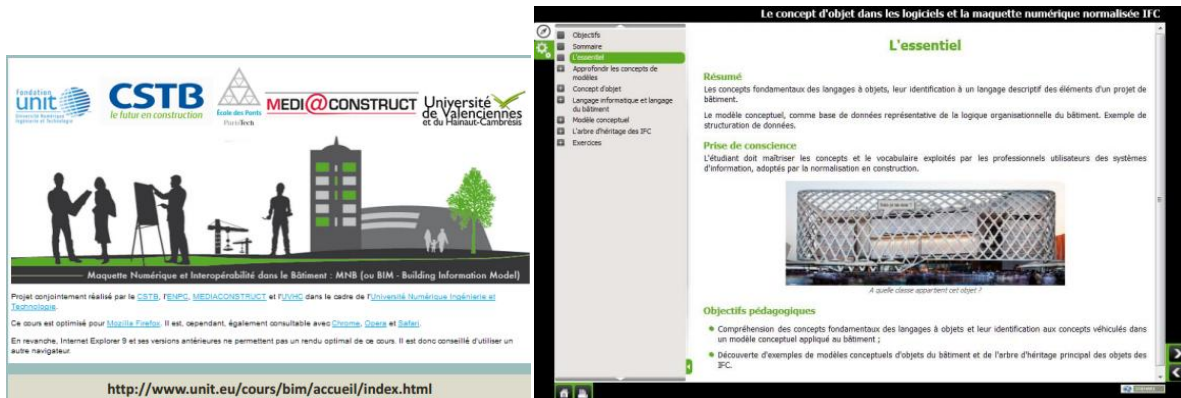 Fondation
unit
Université Numérique
Ingénierie et Technologie
CSTB
le futur en construction
École des Ponts
ParisTech
MEDI@CONSTRUCT
Université
de Valenciennes
et du Hainaut-Cambrésis
Maquette Numérique et Interopérabilité dans le Bâtiment : MNB (ou BIM - Building Information Model)
Projet conjointement réalisé par le CSTB, l'ENPC, MEDIACONSTRUCT et l'UVHC dans le cadre de l'Université Numérique Ingénierie et
Technologie.
Ce cours est optimisé pour Mozilla Firefox. Il est, cependant, également consultable avec Chrome, Opera et Safari.
En revanche, Internet Explorer 9 et ses versions antérieures ne permettent pas un rendu optimal de ce cours. Il est donc conseillé d'utiliser un
autre navigateur.
http://www.unit.eu/cours/bim/accueil/index.html
Le concept d'objet dans les logiciels et la maquette numérique normalisée IFC
Objectifs
Sommaire
L'essentiel
Approfondir les concepts de
modèles
Concept d'objet
Langage informatique et langage
du bâtiment
Modèle conceptuel
L'arbre d'héritage des IFC
Exercices
L'essentiel
Résumé
Les concepts fondamentaux des langages à objets, leur identification à un langage descriptif des éléments d'un projet de
bâtiment.
Le modèle conceptuel, comme base de données représentative de la logique organisationnelle du bâtiment. Exemple de
structuration de données.
Prise de conscience
L'étudiant doit maîtriser les concepts et le vocabulaire exploités par les professionnels utilisateurs des systèmes
d'information, adoptés par la normalisation en construction.
A quelle classe appartient cet objet ?
Objectifs pédagogiques
Compréhension des concepts fondamentaux des langages à objets et leur identification aux concepts véhiculés dans
un modèle conceptuel appliqué au bâtiment ;
Découverte d'exemples de modèles conceptuels d'objets du bâtiment et de l'arbre d'héritage principal des objets des
IFC.